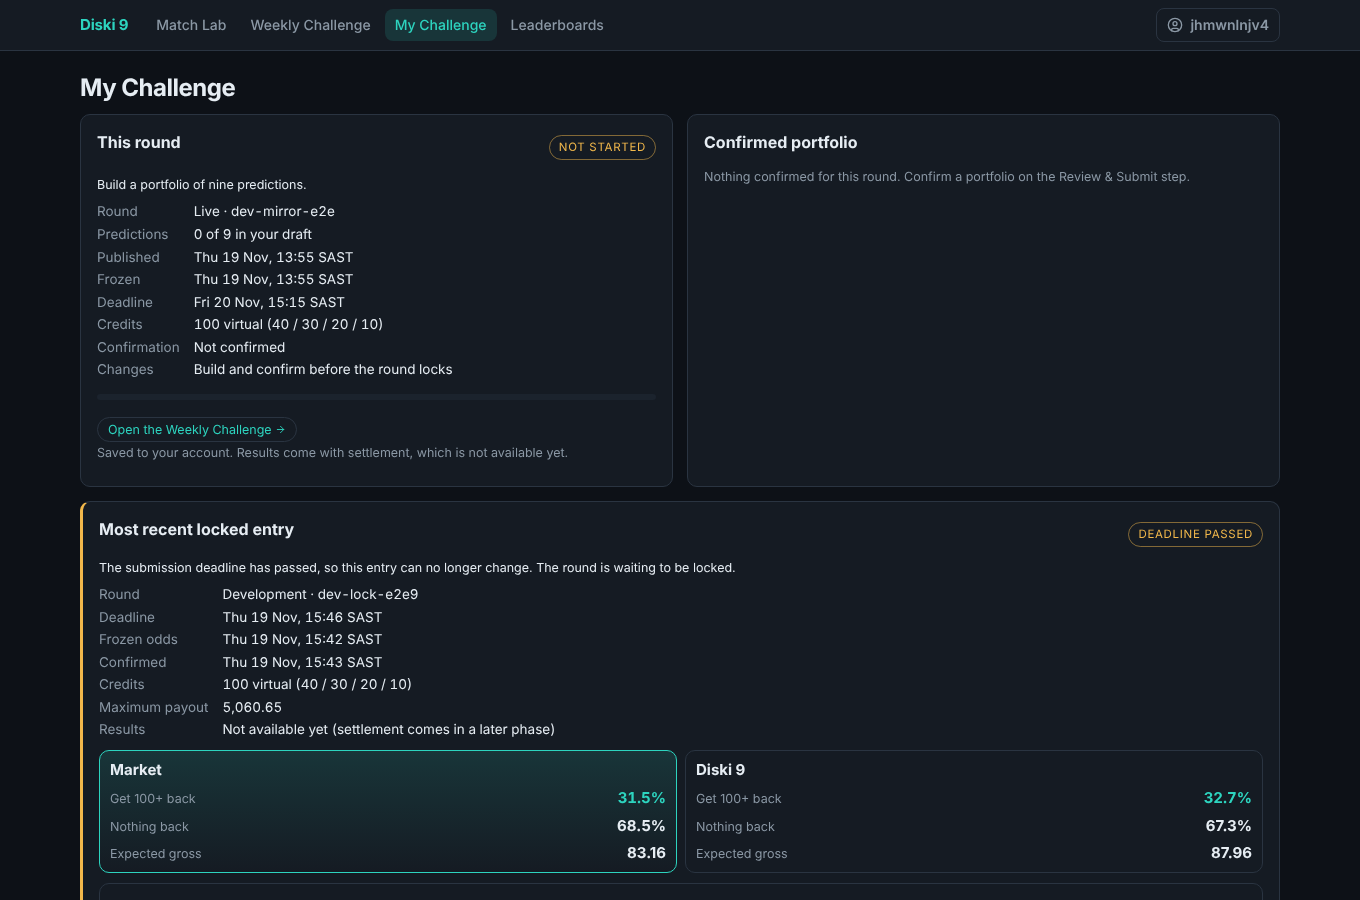 Diski 9 Match Lab Weekly Challenge My Challenge Leaderboards jhmwnlnjv4
My Challenge
This round NOT STARTED
Build a portfolio of nine predictions.
Round Live · dev-mirror-e2e
Predictions 0 of 9 in your draft
Published Thu 19 Nov, 13:55 SAST
Frozen Thu 19 Nov, 13:55 SAST
Deadline Fri 20 Nov, 15:15 SAST
Credits 100 virtual (40 / 30 / 20 / 10)
Confirmation Not confirmed
Changes Build and confirm before the round locks
Open the Weekly Challenge →
Saved to your account. Results come with settlement, which is not available yet.
Confirmed portfolio
Nothing confirmed for this round. Confirm a portfolio on the Review & Submit step.
Most recent locked entry DEADLINE PASSED
The submission deadline has passed, so this entry can no longer change. The round is waiting to be locked.
Round Development · dev-lock-e2e9
Deadline Thu 19 Nov, 15:46 SAST
Frozen odds Thu 19 Nov, 15:42 SAST
Confirmed Thu 19 Nov, 15:43 SAST
Credits 100 virtual (40 / 30 / 20 / 10)
Maximum payout 5,060.65
Results Not available yet (settlement comes in a later phase)
Market
Get 100+ back 31.5%
Nothing back 68.5%
Expected gross 83.16
Diski 9
Get 100+ back 32.7%
Nothing back 67.3%
Expected gross 87.96